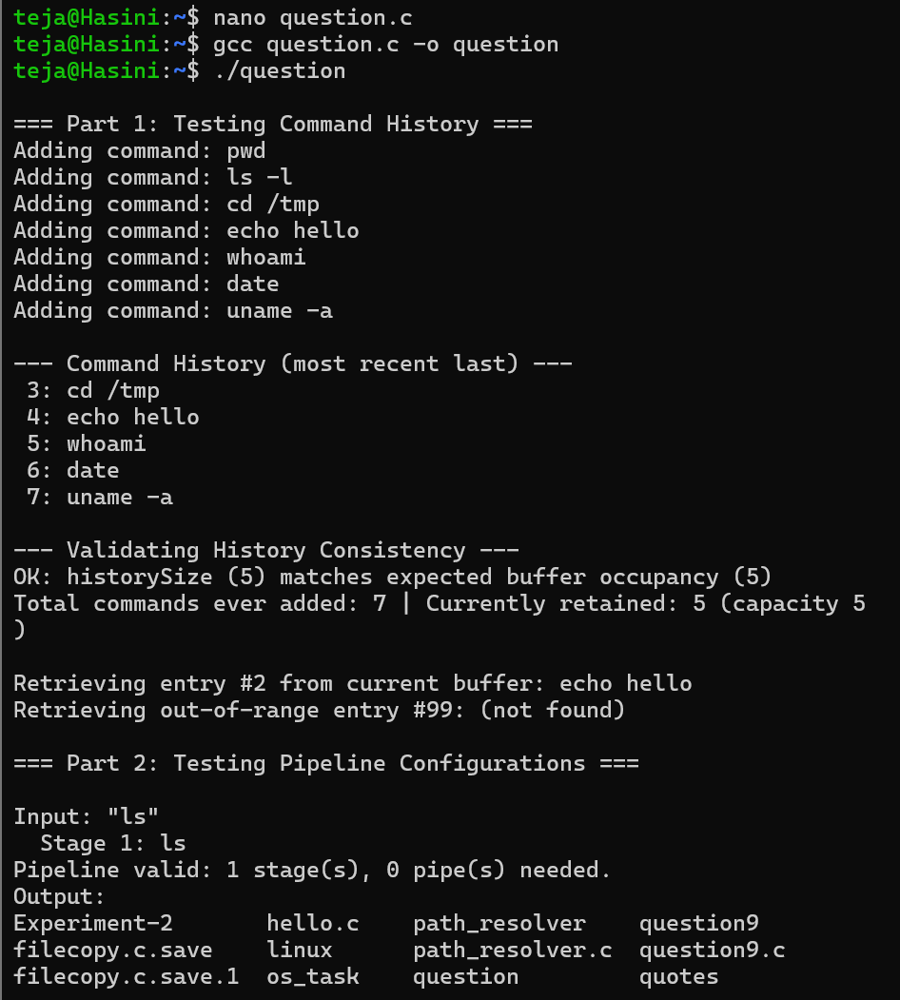 teja@Hasini:~$ nano question.c
teja@Hasini:~$ gcc question.c -o question
teja@Hasini:~$ ./question

=== Part 1: Testing Command History ===
Adding command: pwd
Adding command: ls -l
Adding command: cd /tmp
Adding command: echo hello
Adding command: whoami
Adding command: date
Adding command: uname -a

--- Command History (most recent last) ---
 3: cd /tmp
 4: echo hello
 5: whoami
 6: date
 7: uname -a

--- Validating History Consistency ---
OK: historySize (5) matches expected buffer occupancy (5)
Total commands ever added: 7 | Currently retained: 5 (capacity 5
)

Retrieving entry #2 from current buffer: echo hello
Retrieving out-of-range entry #99: (not found)

=== Part 2: Testing Pipeline Configurations ===

Input: "ls"
  Stage 1: ls
Pipeline valid: 1 stage(s), 0 pipe(s) needed.
Output:
Experiment-2       hello.c    path_resolver    question9
filecopy.c.save    linux      path_resolver.c  question9.c
filecopy.c.save.1  os_task    question         quotes